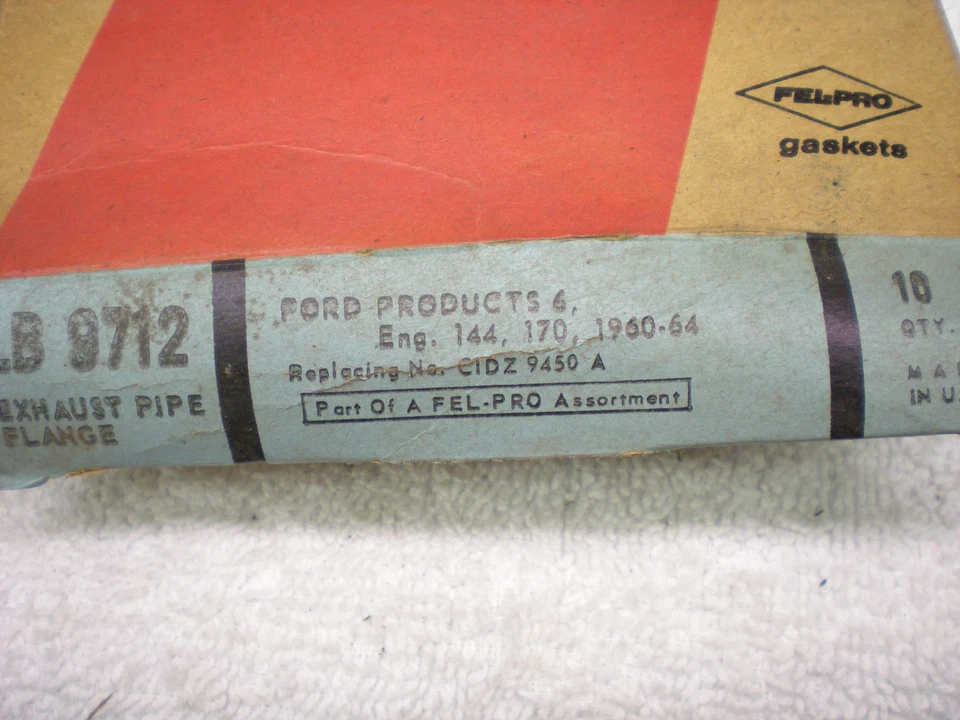 FEL-PRO
gaskets
LB 9712
EXHAUST PIPE
FLANGE
FORD PRODUCTS 6,
Eng. 144, 170, 1960-64
Replacing No. C1DZ 9450 A
Part Of A FEL-PRO Assortment
10
QTY.
MA
IN U.